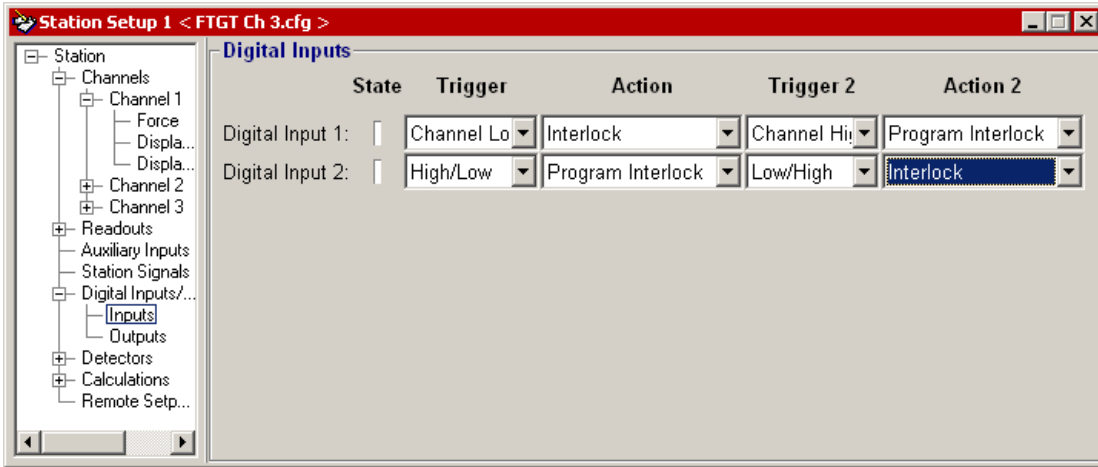 Station Setup 1 < FTGT Ch 3.cfg >
Station
Channels
Channel 1
Force
Displa...
Displa...
Channel 2
Channel 3
Readouts
Auxiliary Inputs
Station Signals
Digital Inputs/...
Inputs
Outputs
Detectors
Calculations
Remote Setp...
Digital Inputs
State Trigger Action Trigger 2 Action 2
Digital Input 1: Channel Lo Interlock Channel Hig Program Interlock
Digital Input 2: High/Low Program Interlock Low/High Interlock